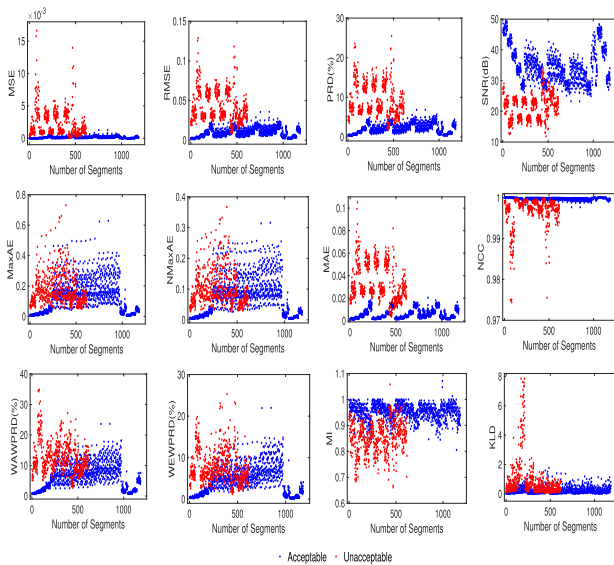 ×10⁻³
MSE
15
10
5
0
0 500 1000
Number of Segments
RMSE
0.15
0.1
0.05
0
0 500 1000
Number of Segments
PRD(%)
30
20
10
0
0 500 1000
Number of Segments
SNR(dB)
50
40
30
20
10
0 500 1000
Number of Segments
MaxAE
0.8
0.6
0.4
0.2
0
0 500 1000
Number of Segments
NMaxAE
0.4
0.3
0.2
0.1
0
0 500 1000
Number of Segments
MAE
0.1
0.08
0.06
0.04
0.02
0
0 500 1000
Number of Segments
NCC
1
0.99
0.98
0.97
0 500 1000
Number of Segments
WAWPRD(%)
40
30
20
10
0
0 500 1000
Number of Segments
WEWPRD(%)
30
20
10
0
0 500 1000
Number of Segments
MI
1.1
1
0.9
0.8
0.7
0.6
0 500 1000
Number of Segments
KLD
8
6
4
2
0
0 500 1000
Number of Segments
Acceptable Unacceptable